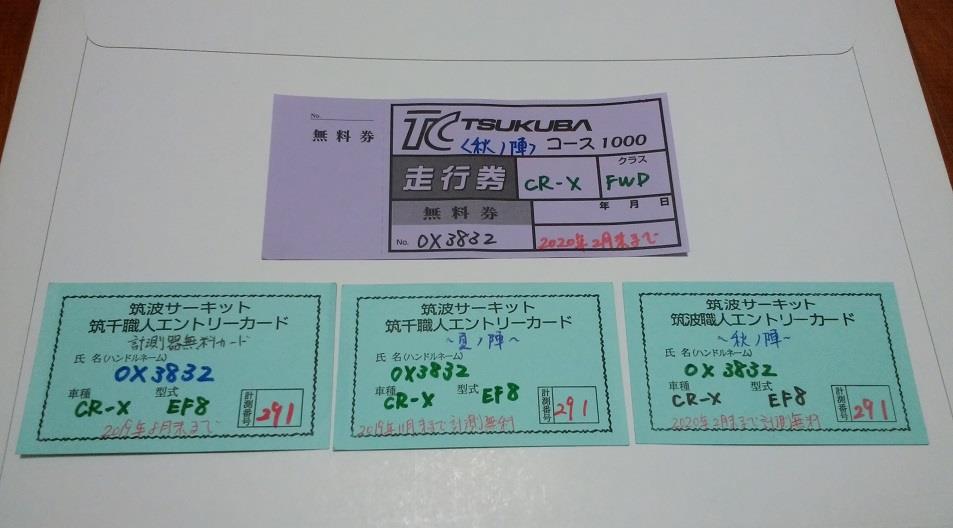 No.
無料券
TC TSUKUBA
<秋ノ陣> コース1000
走行券
CR-X
クラス
FWD
無料券
年 月 日
No. OX3832
2020年2月末まで
筑波サーキット
筑千職人エントリーカード
計測器無料カード
氏 名(ハンドルネーム)
OX3832
車種 型式
CR-X EF8
計測番号 291
2019年8月末まで
筑波サーキット
筑千職人エントリーカード
~夏ノ陣~
氏 名(ハンドルネーム)
OX3832
車種 型式
CR-X EF8
計測番号 291
2019年11月末まで計測無料
筑波サーキット
筑波職人エントリーカード
~秋ノ陣~
氏 名(ハンドルネーム)
OX3832
車種 型式
CR-X EF8
計測番号 291
2020年2月末まで計測無料